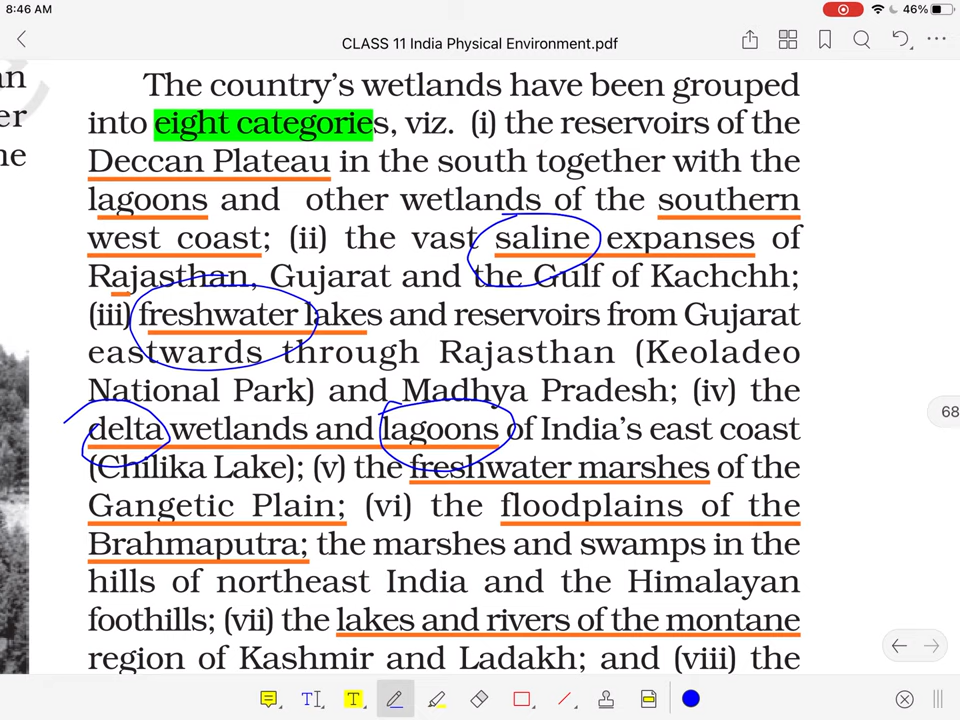 8:46 AM
46%
CLASS 11 India Physical Environment.pdf
an
er
ne
The country's wetlands have been grouped
into eight categories, viz. (i) the reservoirs of the
Deccan Plateau in the south together with the
lagoons and other wetlands of the southern
west coast; (ii) the vast saline expanses of
Rajasthan, Gujarat and the Gulf of Kachchh;
(iii) freshwater lakes and reservoirs from Gujarat
eastwards through Rajasthan (Keoladeo
National Park) and Madhya Pradesh; (iv) the
delta wetlands and lagoons of India's east coast
(Chilika Lake); (v) the freshwater marshes of the
Gangetic Plain; (vi) the floodplains of the
Brahmaputra; the marshes and swamps in the
hills of northeast India and the Himalayan
foothills; (vii) the lakes and rivers of the montane
region of Kashmir and Ladakh; and (viii) the
68